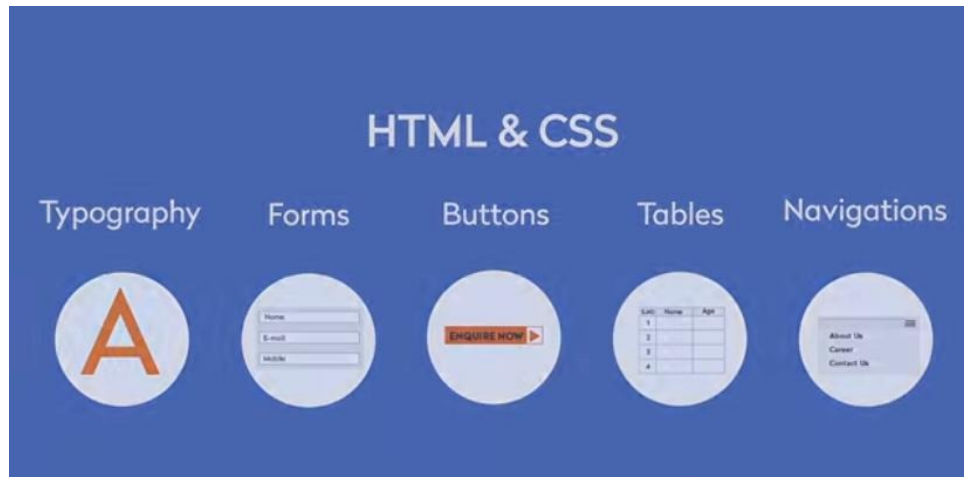 HTML & CSS
Typography
Forms
Buttons
Tables
Navigations
A
Name
E-mail
Mobile
ENQUIRE NOW
S.NO Name Age
1
2
3
4
About Us
Career
Contact Us